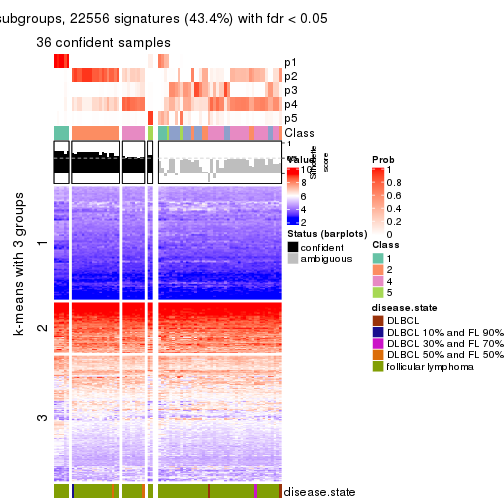 subgroups, 22556 signatures (43.4%) with fdr < 0.05
36 confident samples
p1
p2
p3
p4
p5
Class
1
score
k-means with 3 groups
1
2
3
Value
10
8
6
4
2
Status (barplots)
confident
ambiguous
Prob
1
0.8
0.6
0.4
0.2
0
Class
1
2
4
5
disease.state
DLBCL
DLBCL 10% and FL 90%
DLBCL 30% and FL 70%
DLBCL 50% and FL 50%
follicular lymphoma
disease.state